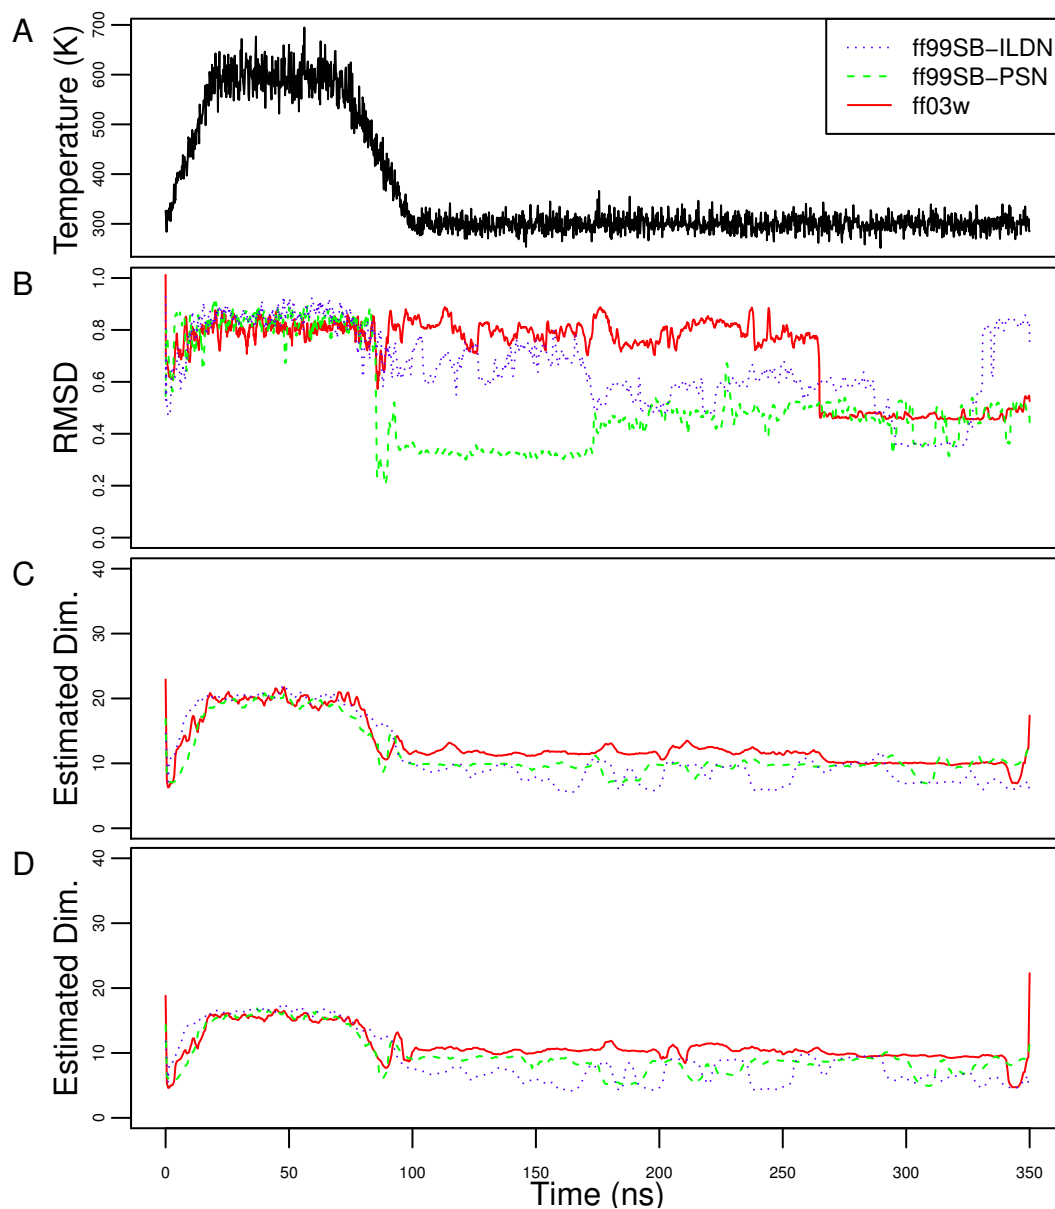 A
Temperature (K)
700
600
500
400
300
ff99SB-ILDN
ff99SB-PSN
ff03w
B
RMSD
1.0
0.8
0.6
0.4
0.2
0.0
C
Estimated Dim.
40
30
20
10
0
D
Estimated Dim.
40
30
20
10
0
0 50 100 150 200 250 300 350
Time (ns)